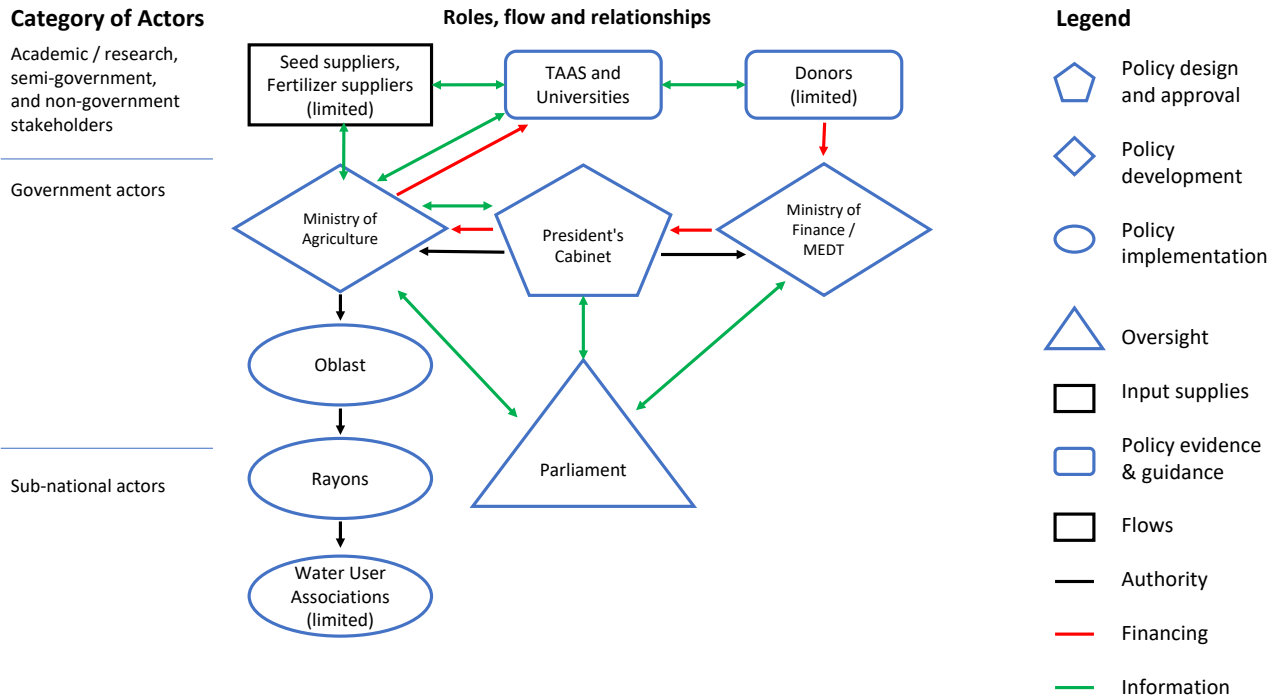 Category of Actors
Roles, flow and relationships
Legend
Academic / research,
semi-government,
and non-government
stakeholders
Seed suppliers,
Fertilizer suppliers
(limited)
TAAS and
Universities
Donors
(limited)
Policy design
and approval
Government actors
Ministry of
Agriculture
President's
Cabinet
Ministry of
Finance /
MEDT
Policy
development
Policy
implementation
Oblast
Oversight
Sub-national actors
Rayons
Parliament
Input supplies
Policy evidence
& guidance
Water User
Associations
(limited)
Flows
Authority
Financing
Information